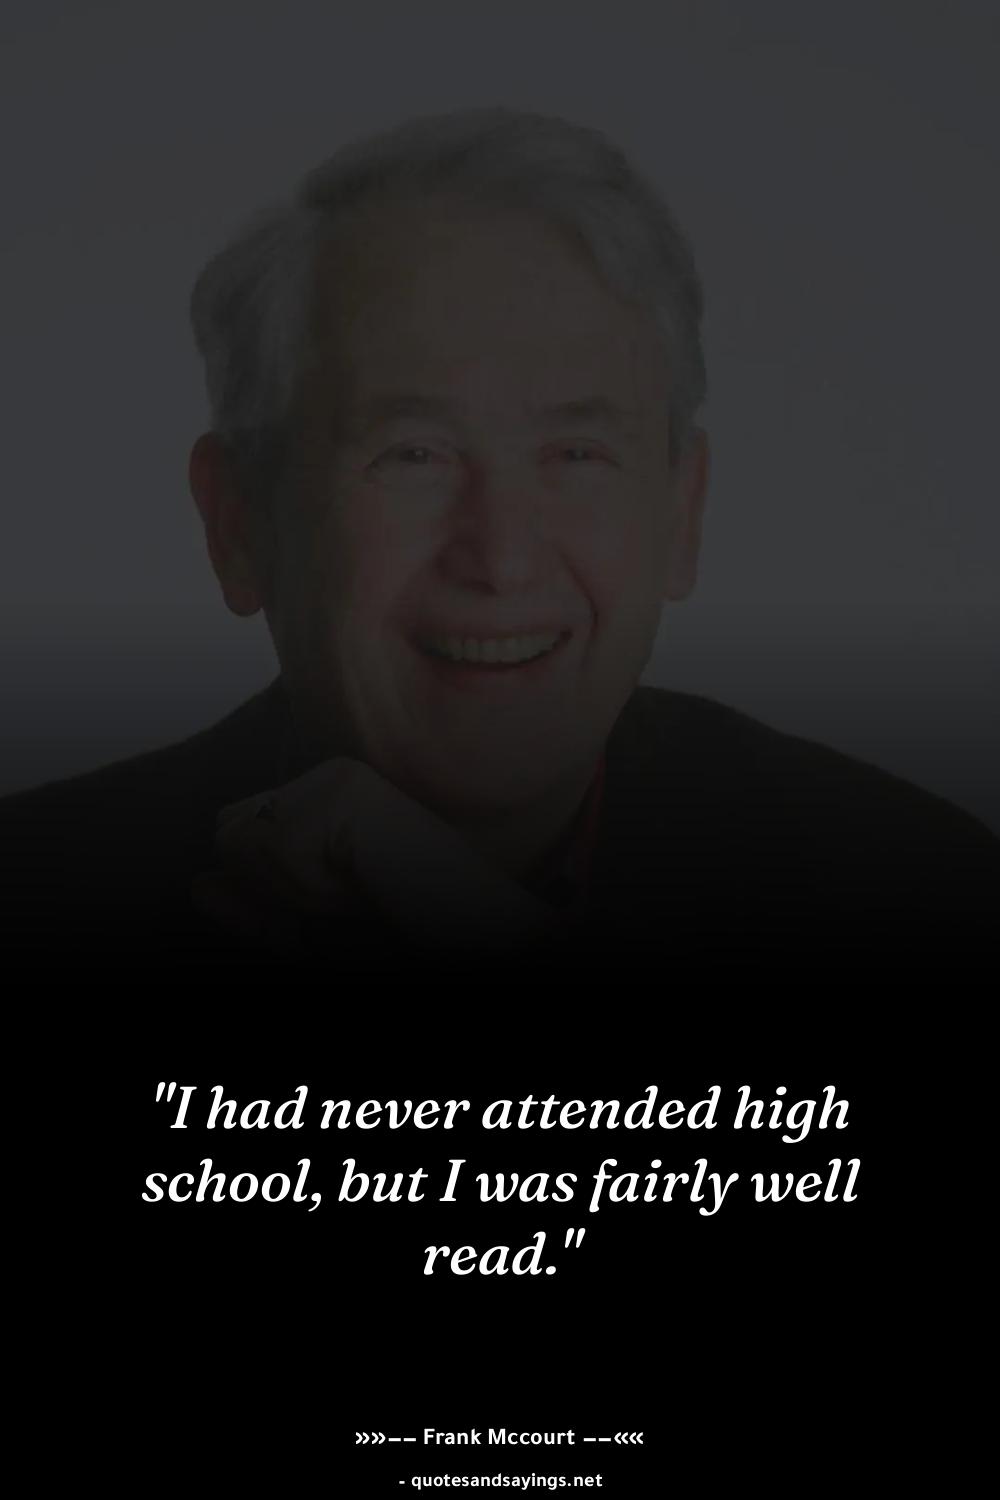 "I had never attended high
school, but I was fairly well
read."
»»−− Frank Mccourt −−««
- quotesandsayings.net